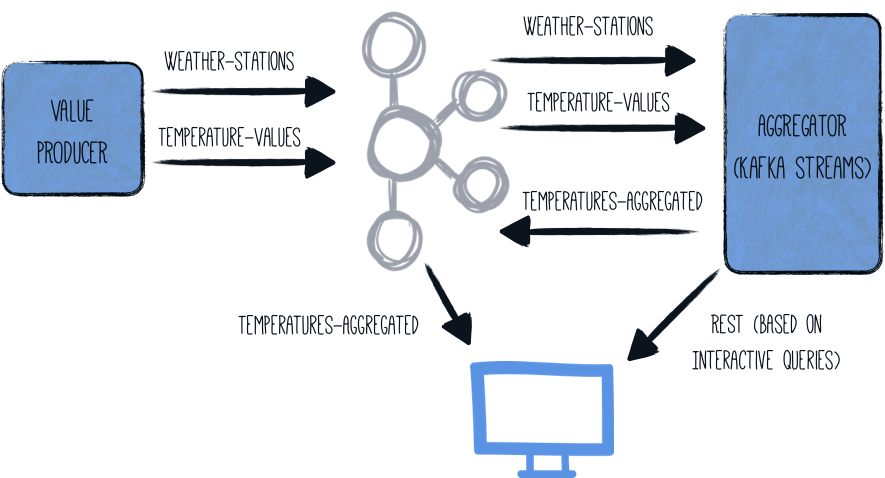 WEATHER-STATIONS
TEMPERATURE-VALUES
VALUE
PRODUCER
WEATHER-STATIONS
TEMPERATURE-VALUES
TEMPERATURES-AGGREGATED
AGGREGATOR
(KAFKA STREAMS)
TEMPERATURES-AGGREGATED
REST (BASED ON
INTERACTIVE QUERIES)